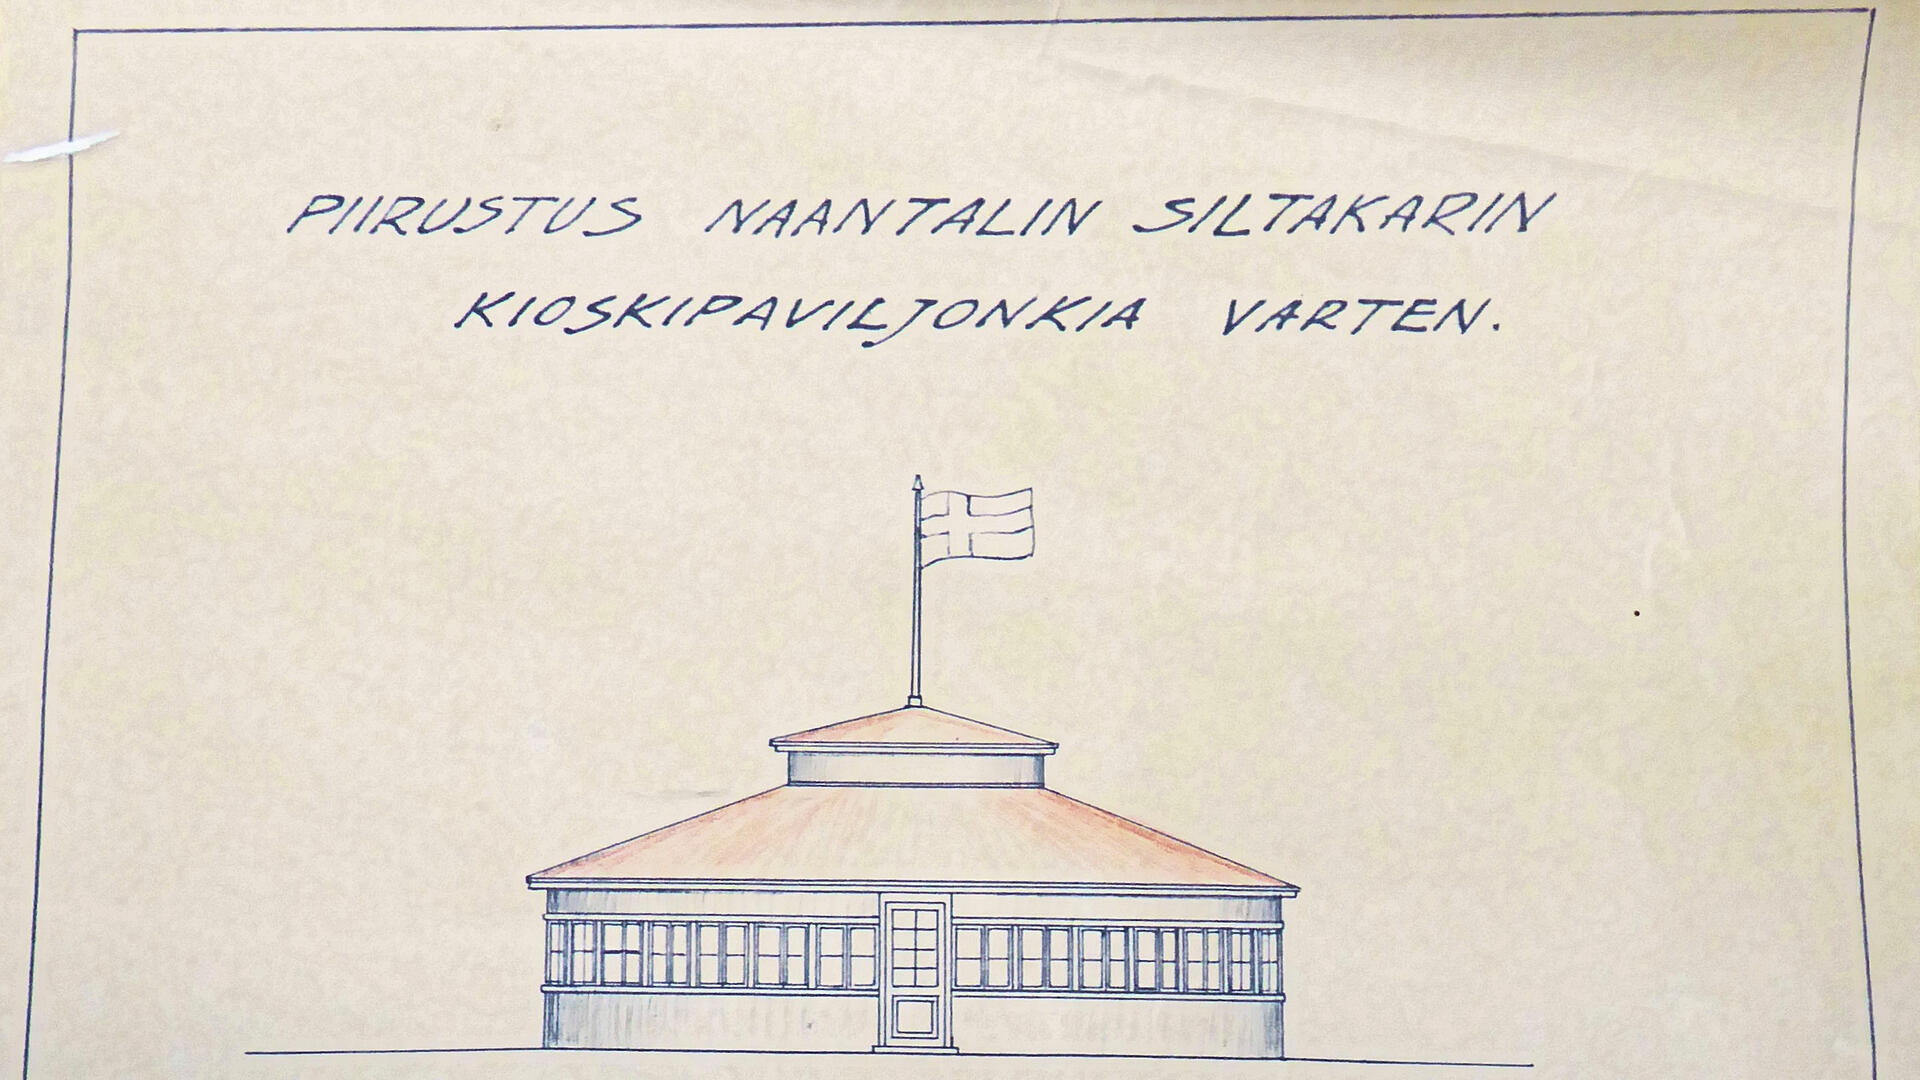 PIIRUSTUS NAANTALIN SILTAKARIN
KIOSKIPAVILJONKIA VARTEN.